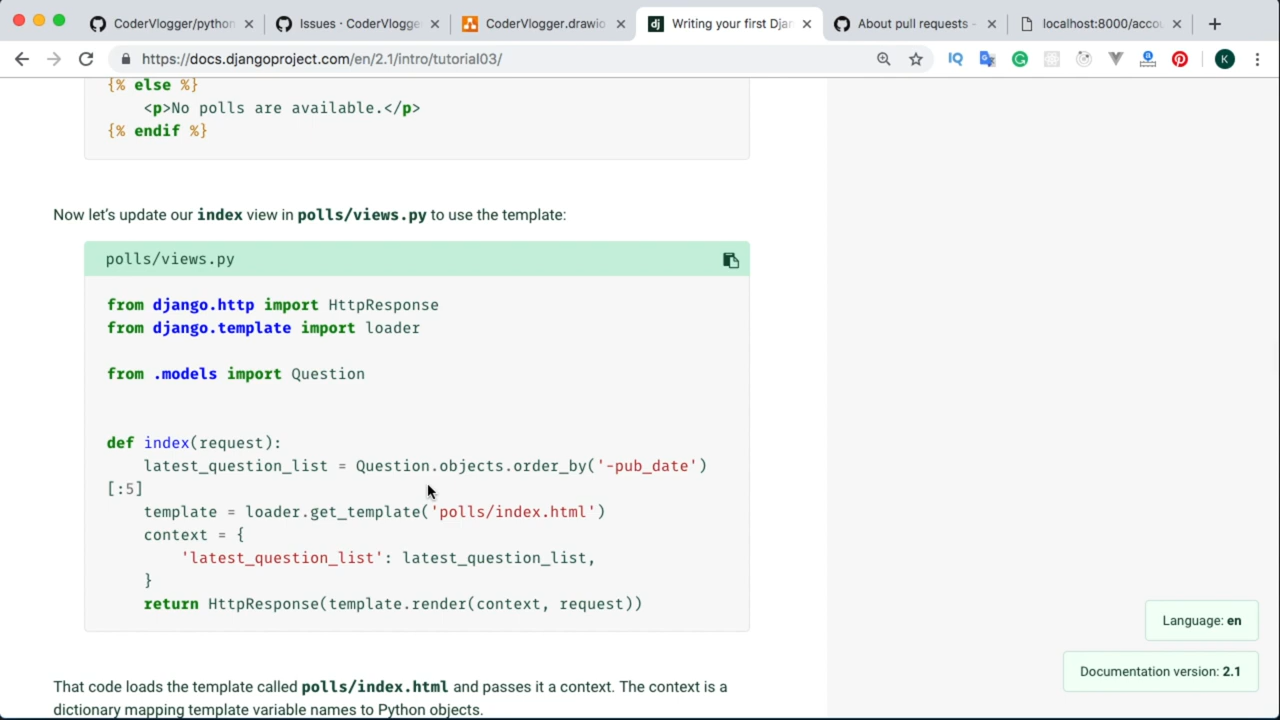 CoderVlogger/python
Issues · CoderVlogge
CoderVlogger.drawio
dj
Writing your first Djan
About pull requests -
localhost:8000/accou
https://docs.djangoproject.com/en/2.1/intro/tutorial03/
IQ
K
{% else %}
<p>No polls are available.</p>
{% endif %}
Now let's update our index view in polls/views.py to use the template:
polls/views.py
from django.http import HttpResponse
from django.template import loader
from .models import Question
def index(request):
latest_question_list = Question.objects.order_by('-pub_date')
[:5]
template = loader.get_template('polls/index.html')
context = {
'latest_question_list': latest_question_list,
}
return HttpResponse(template.render(context, request))
Language: en
Documentation version: 2.1
That code loads the template called polls/index.html and passes it a context. The context is a
dictionary mapping template variable names to Python objects.